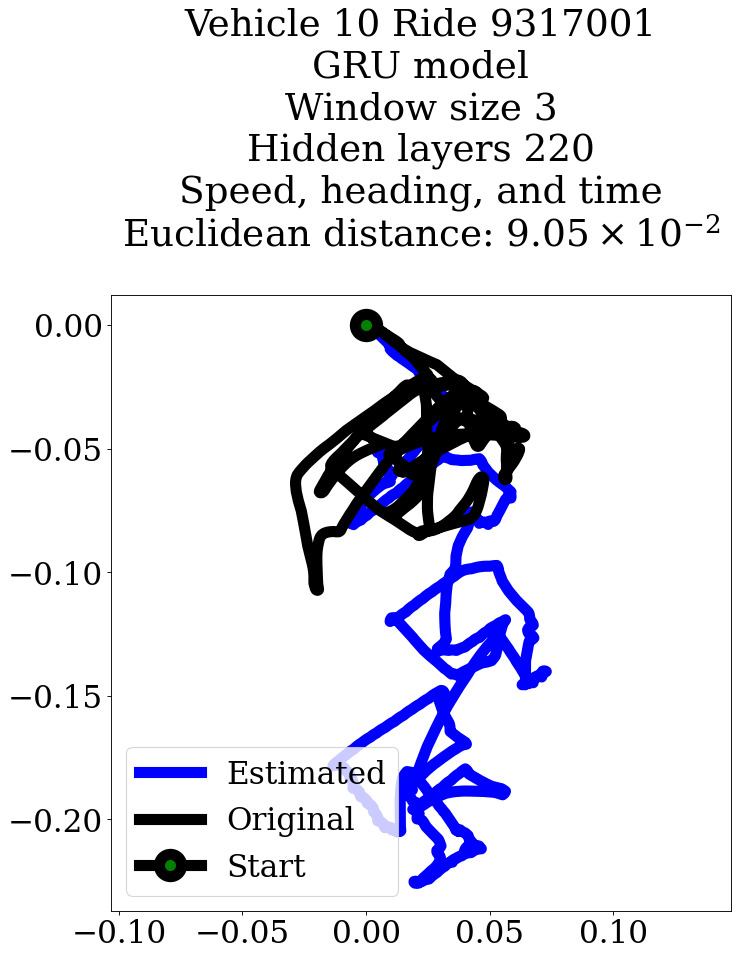 Vehicle 10 Ride 9317001
GRU model
Window size 3
Hidden layers 220
Speed, heading, and time
Euclidean distance: 9.05 × 10⁻²
0.00
−0.05
−0.10
−0.15
−0.20
Estimated
Original
Start
−0.10 −0.05 0.00 0.05 0.10